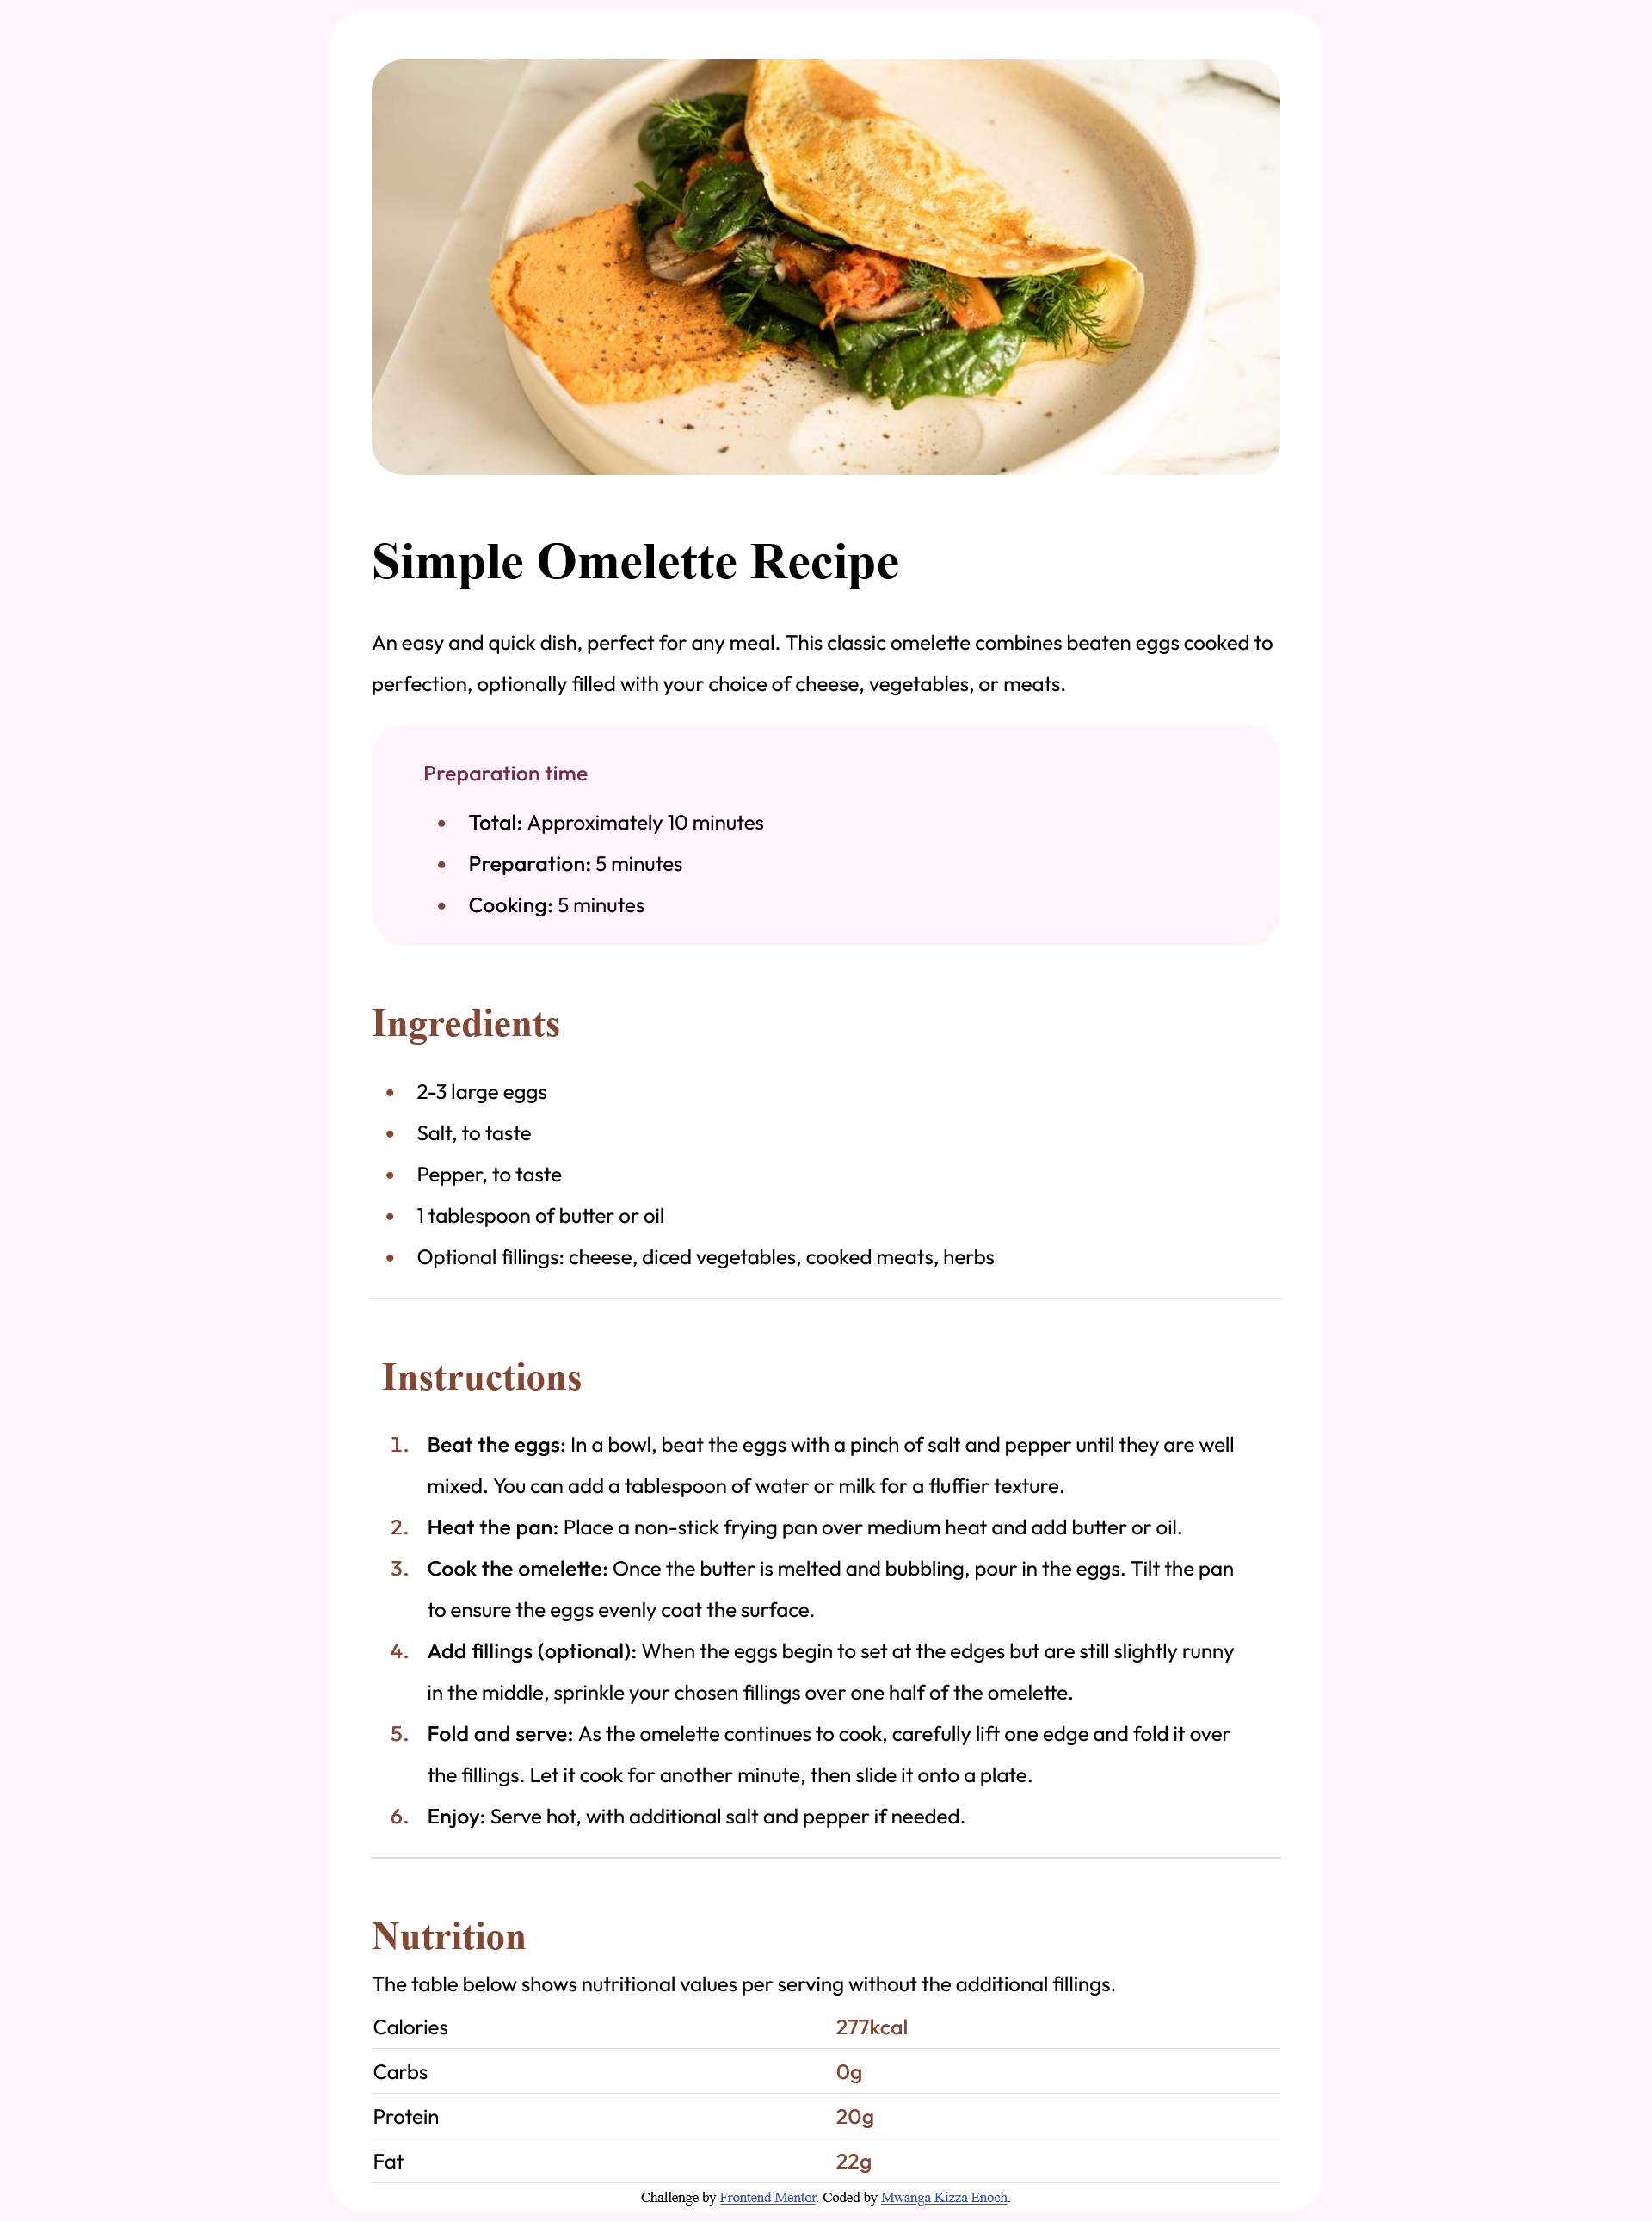 Simple Omelette Recipe
An easy and quick dish, perfect for any meal. This classic omelette combines beaten eggs cooked to
perfection, optionally filled with your choice of cheese, vegetables, or meats.
Preparation time
• Total: Approximately 10 minutes
• Preparation: 5 minutes
• Cooking: 5 minutes
Ingredients
• 2-3 large eggs
• Salt, to taste
• Pepper, to taste
• 1 tablespoon of butter or oil
• Optional fillings: cheese, diced vegetables, cooked meats, herbs
Instructions
1. Beat the eggs: In a bowl, beat the eggs with a pinch of salt and pepper until they are well
mixed. You can add a tablespoon of water or milk for a fluffier texture.
2. Heat the pan: Place a non-stick frying pan over medium heat and add butter or oil.
3. Cook the omelette: Once the butter is melted and bubbling, pour in the eggs. Tilt the pan
to ensure the eggs evenly coat the surface.
4. Add fillings (optional): When the eggs begin to set at the edges but are still slightly runny
in the middle, sprinkle your chosen fillings over one half of the omelette.
5. Fold and serve: As the omelette continues to cook, carefully lift one edge and fold it over
the fillings. Let it cook for another minute, then slide it onto a plate.
6. Enjoy: Serve hot, with additional salt and pepper if needed.
Nutrition
The table below shows nutritional values per serving without the additional fillings.
Calories 277kcal
Carbs 0g
Protein 20g
Fat 22g
Challenge by Frontend Mentor. Coded by Mwanga Kizza Enoch.